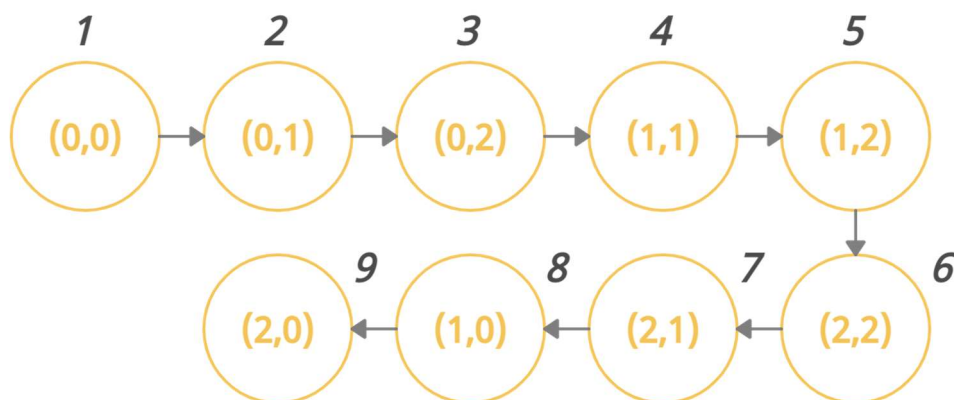 1 2 3 4 5
(0,0) (0,1) (0,2) (1,1) (1,2)
9 8 7 6
(2,0) (1,0) (2,1) (2,2)